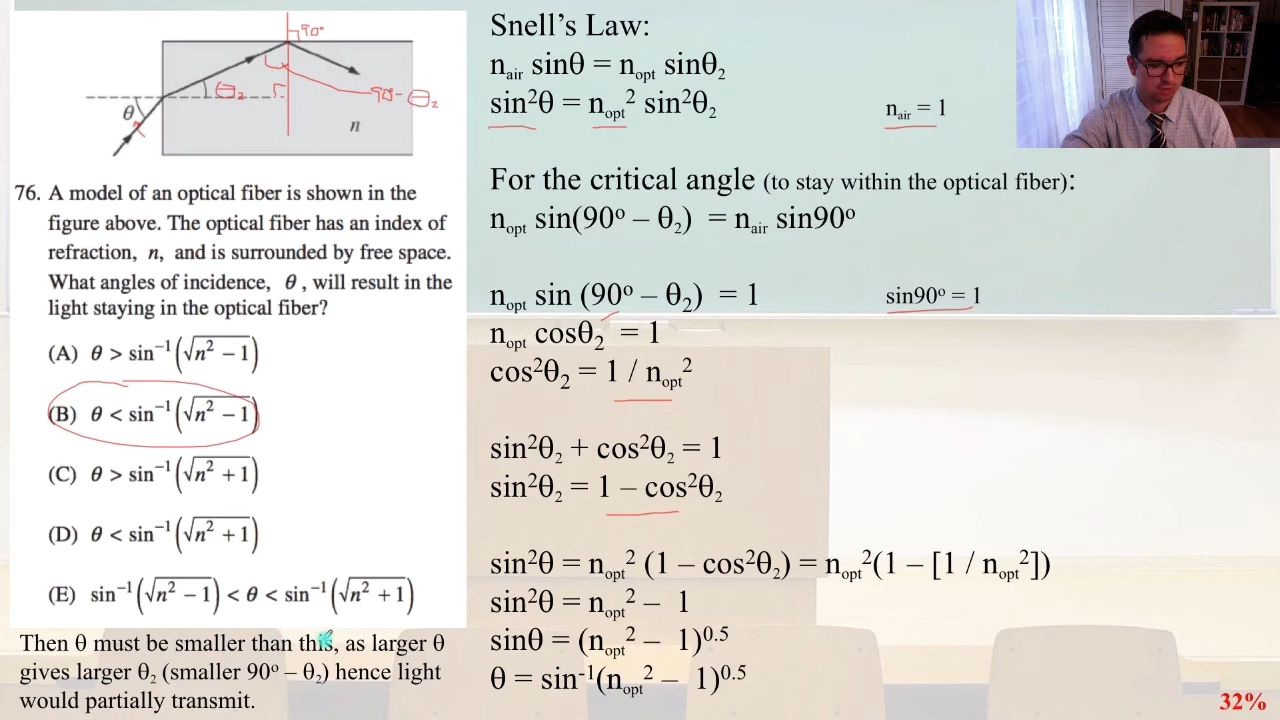 90°
θ₂
90-θ₂
θ
n
76. A model of an optical fiber is shown in the
figure above. The optical fiber has an index of
refraction, n, and is surrounded by free space.
What angles of incidence, θ, will result in the
light staying in the optical fiber?
(A) θ > sin⁻¹(√(n² − 1))
(B) θ < sin⁻¹(√(n² − 1))
(C) θ > sin⁻¹(√(n² + 1))
(D) θ < sin⁻¹(√(n² + 1))
(E) sin⁻¹(√(n² − 1)) < θ < sin⁻¹(√(n² + 1))
Then θ must be smaller than this, as larger θ
gives larger θ₂ (smaller 90º – θ₂) hence light
would partially transmit.
Snell’s Law:
n_air sinθ = n_opt sinθ₂
sin²θ = n_opt² sin²θ₂
n_air = 1
For the critical angle (to stay within the optical fiber):
n_opt sin(90º – θ₂) = n_air sin90º
n_opt sin (90º – θ₂) = 1
sin90º = 1
n_opt cosθ₂ = 1
cos²θ₂ = 1 / n_opt²
sin²θ₂ + cos²θ₂ = 1
sin²θ₂ = 1 – cos²θ₂
sin²θ = n_opt² (1 – cos²θ₂) = n_opt²(1 – [1 / n_opt²])
sin²θ = n_opt² – 1
sinθ = (n_opt² – 1)⁰·⁵
θ = sin⁻¹(n_opt² – 1)⁰·⁵
32%